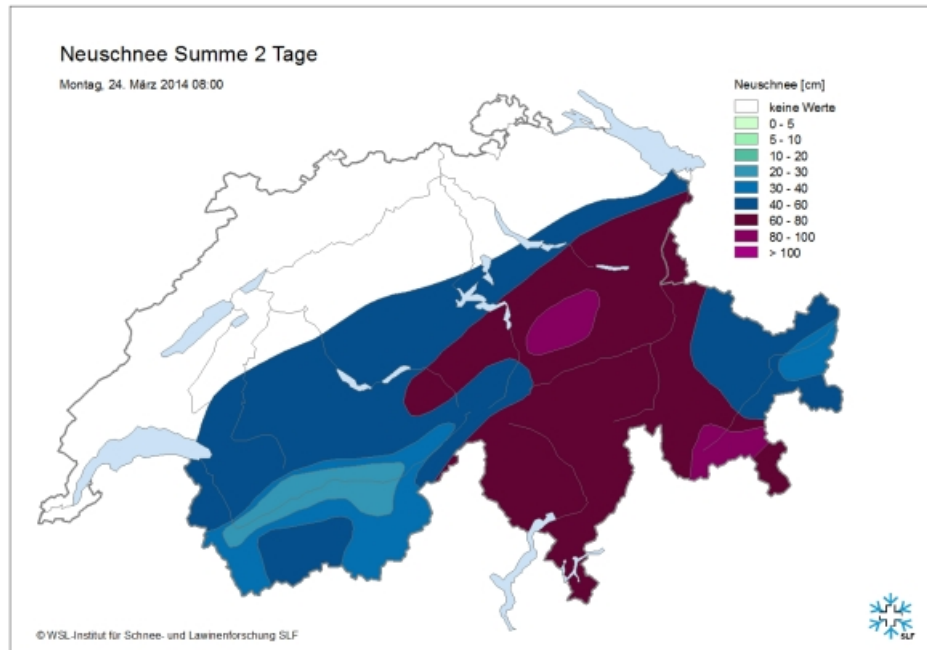 Neuschnee Summe 2 Tage
Montag, 24. März 2014 08:00
Neuschnee [cm]
keine Werte
0 - 5
5 - 10
10 - 20
20 - 30
30 - 40
40 - 60
60 - 80
80 - 100
> 100
© WSL-Institut für Schnee- und Lawinenforschung SLF
SLF